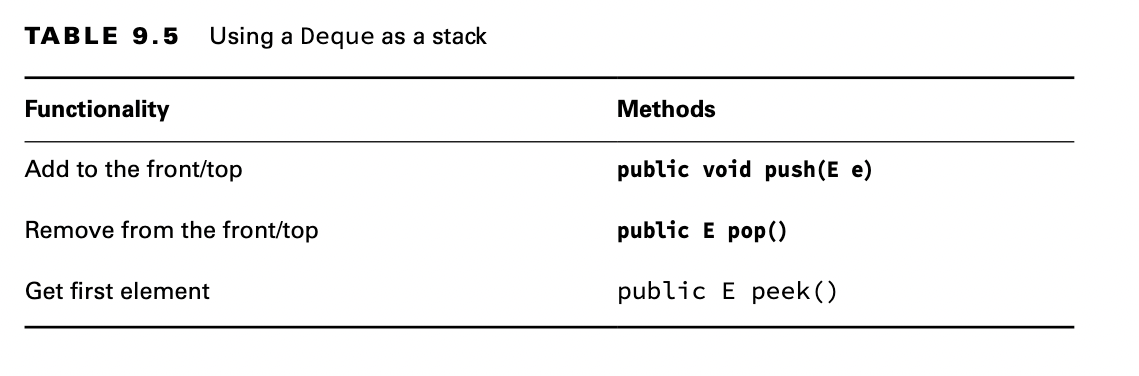 TABLE 9.5 Using a Deque as a stack
Functionality Methods
Add to the front/top public void push(E e)
Remove from the front/top public E pop()
Get first element public E peek()